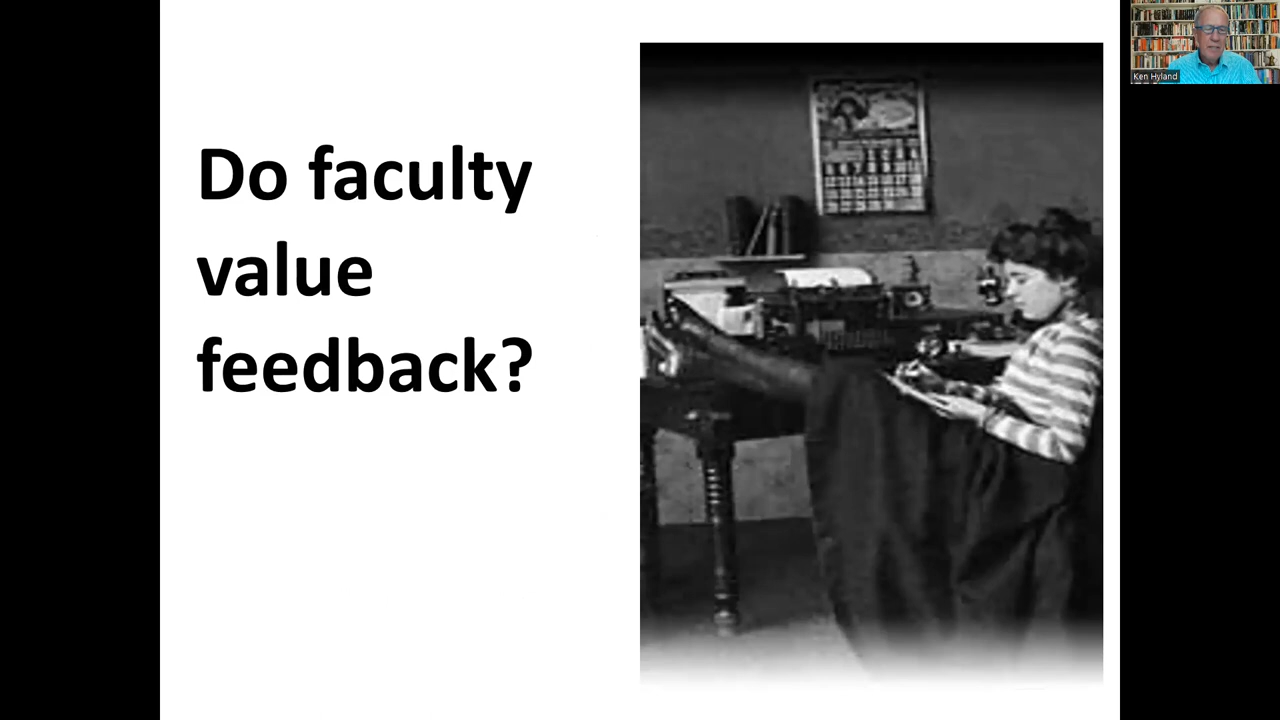 Do faculty
value
feedback?
Ken Hyland